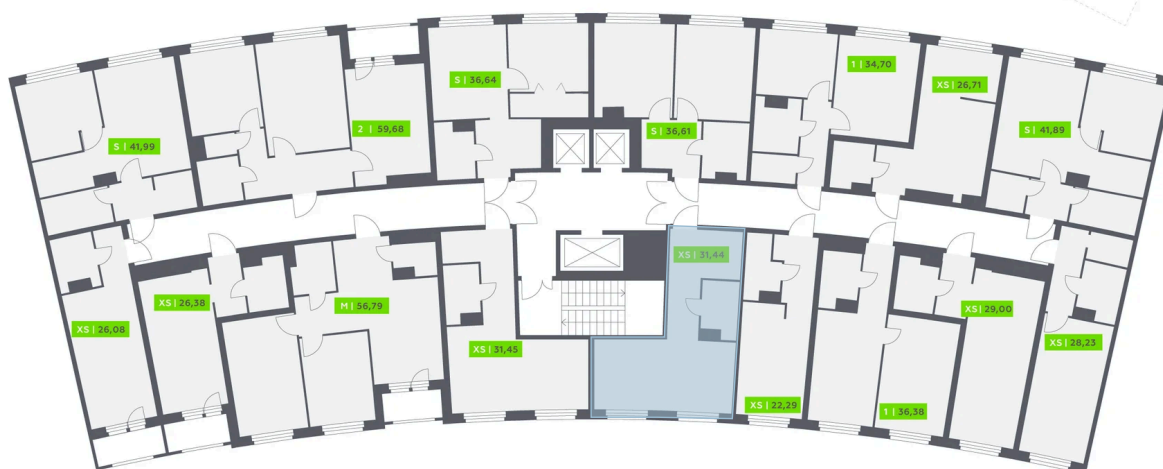 S | 41,99
2 | 59,68
S | 36,64
S | 36,61
1 | 34,70
XS | 26,71
S | 41,89
XS | 26,08
XS | 26,38
M | 56,79
XS | 31,45
XS | 31,44
XS | 22,29
1 | 36,38
XS | 29,00
XS | 28,23